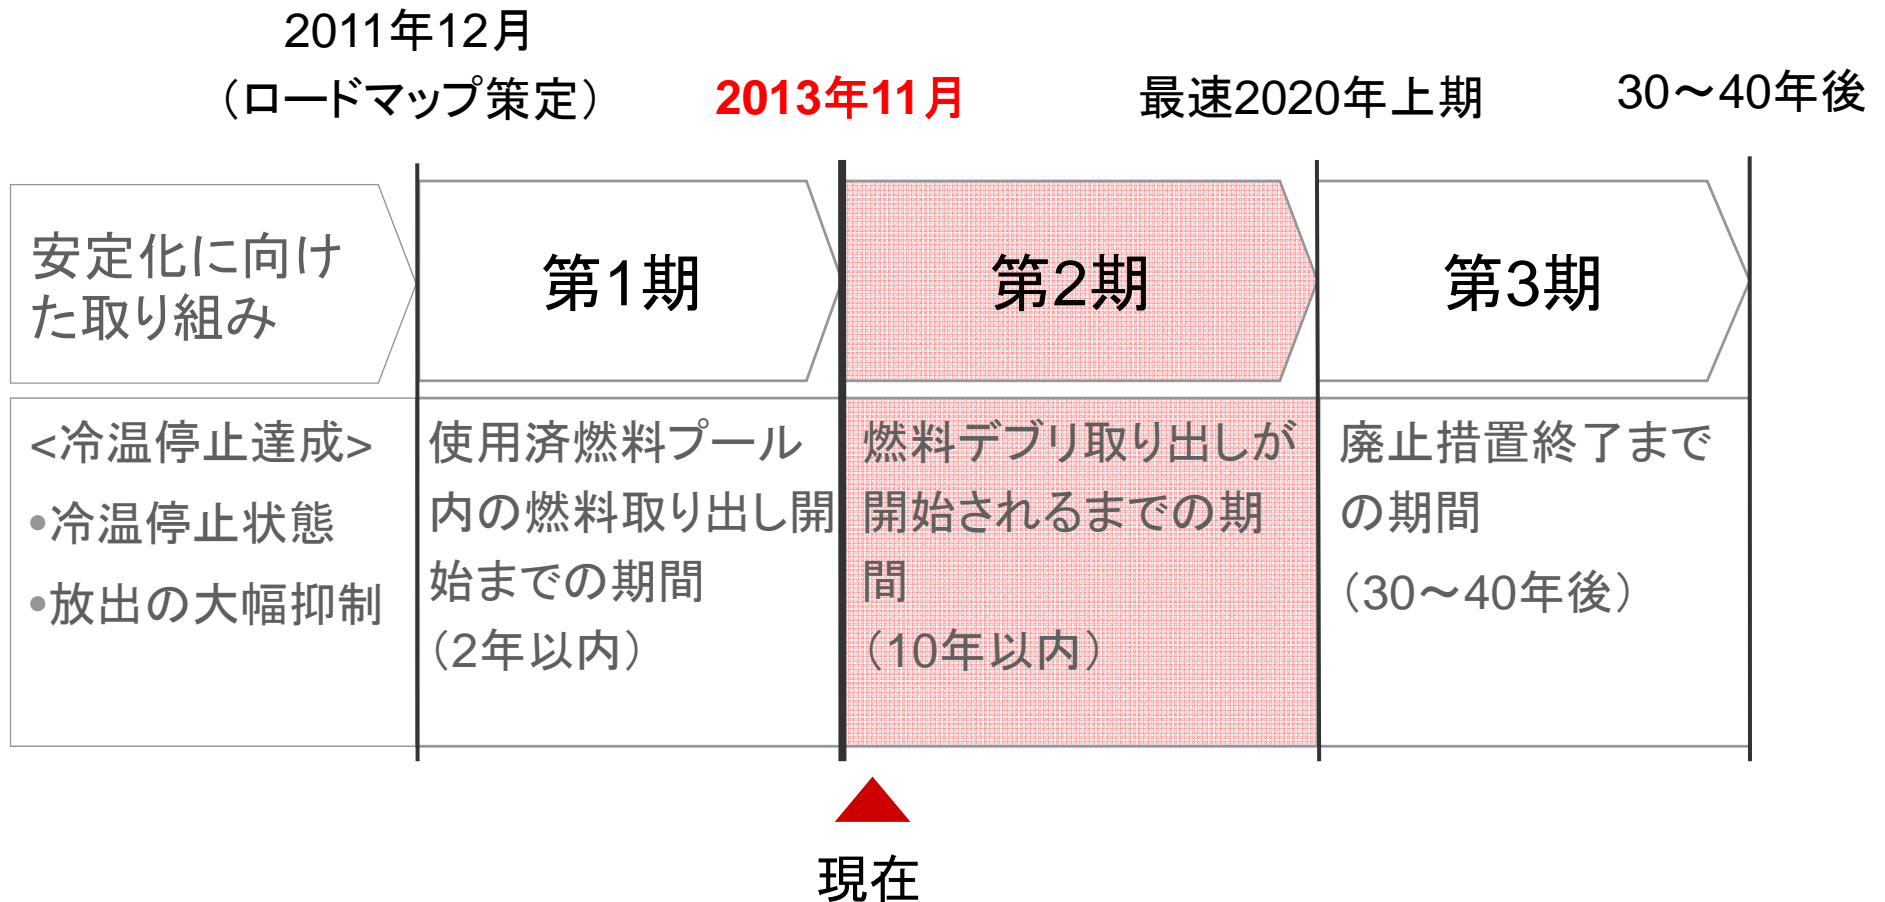 2011年12月
（ロードマップ策定）
2013年11月
最速2020年上期
30～40年後
安定化に向け
た取り組み
第1期
第2期
第3期
<冷温停止達成>
•冷温停止状態
•放出の大幅抑制
使用済燃料プール
内の燃料取り出し開
始までの期間
（2年以内）
燃料デブリ取り出しが
開始されるまでの期
間
（10年以内）
廃止措置終了まで
の期間
（30～40年後）
現在